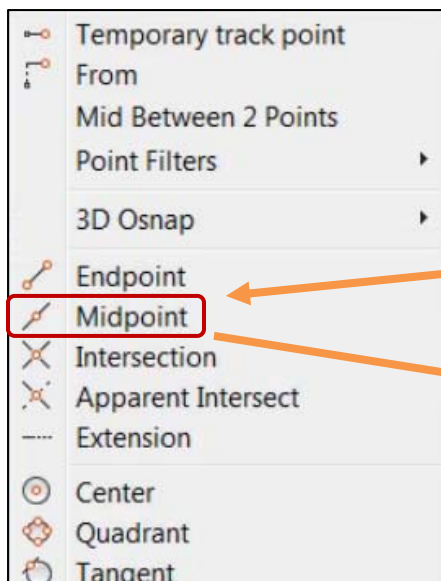 Temporary track point
From
Mid Between 2 Points
Point Filters
3D Osnap
Endpoint
Midpoint
Intersection
Apparent Intersect
Extension
Center
Quadrant
Tangent